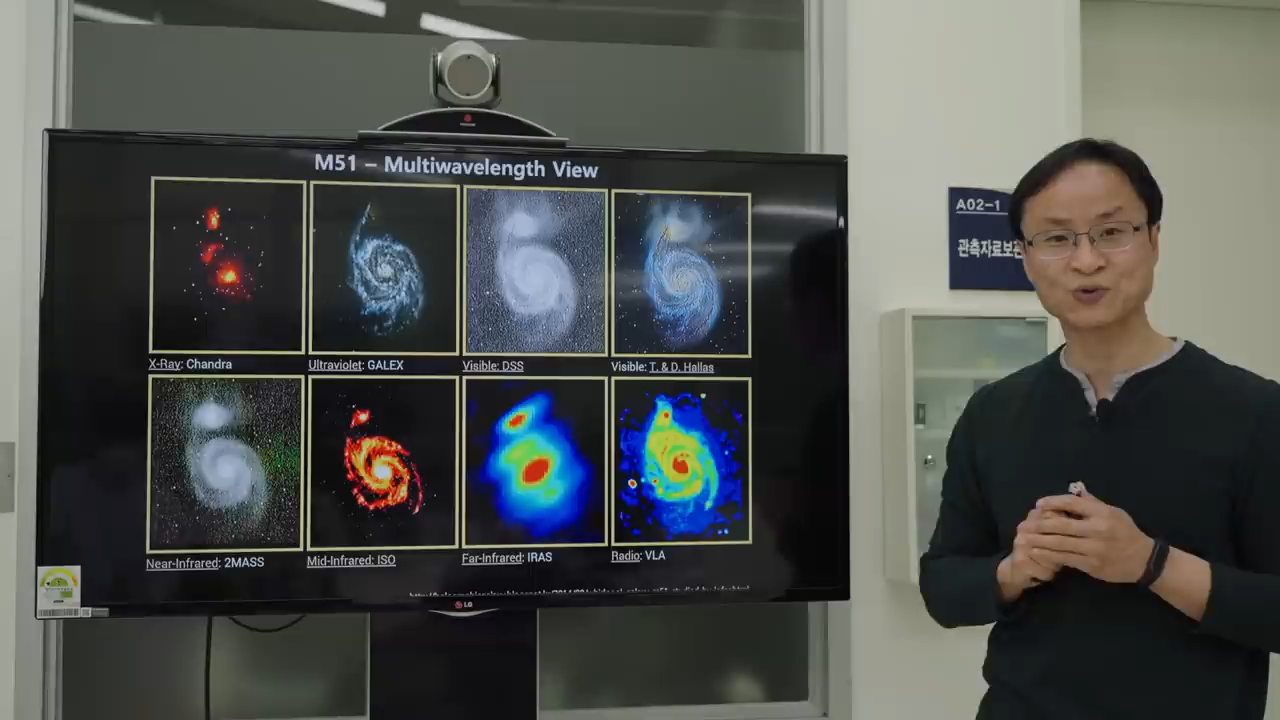 M51 – Multiwavelength View
X-Ray: Chandra
Ultraviolet: GALEX
Visible: DSS
Visible: T. & D. Hallas
Near-Infrared: 2MASS
Mid-Infrared: ISO
Far-Infrared: IRAS
Radio: VLA
LG
A02-1
관측자료보관